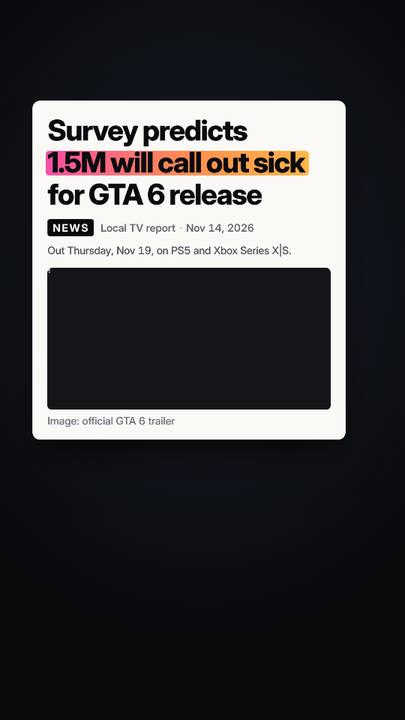 Survey predicts
1.5M will call out sick
for GTA 6 release
NEWS Local TV report · Nov 14, 2026
Out Thursday, Nov 19, on PS5 and Xbox Series X|S.
Image: official GTA 6 trailer